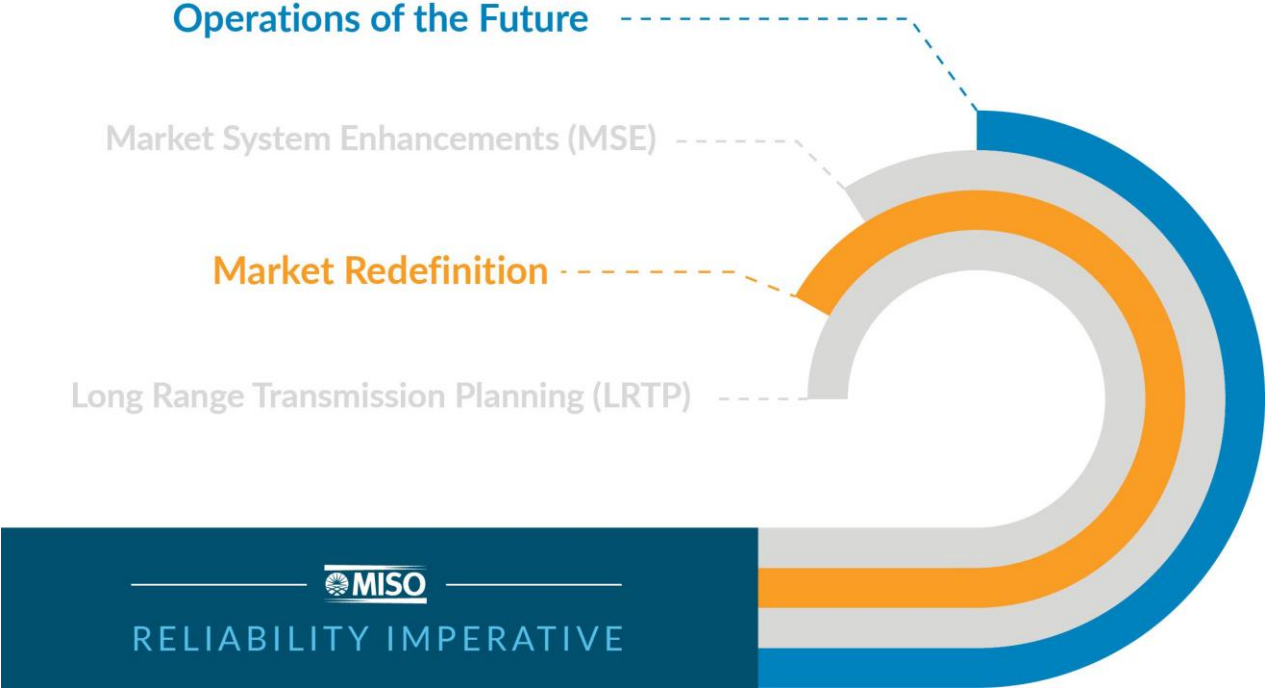 Operations of the Future
Market System Enhancements (MSE)
Market Redefinition
Long Range Transmission Planning (LRTP)
MISO
RELIABILITY IMPERATIVE